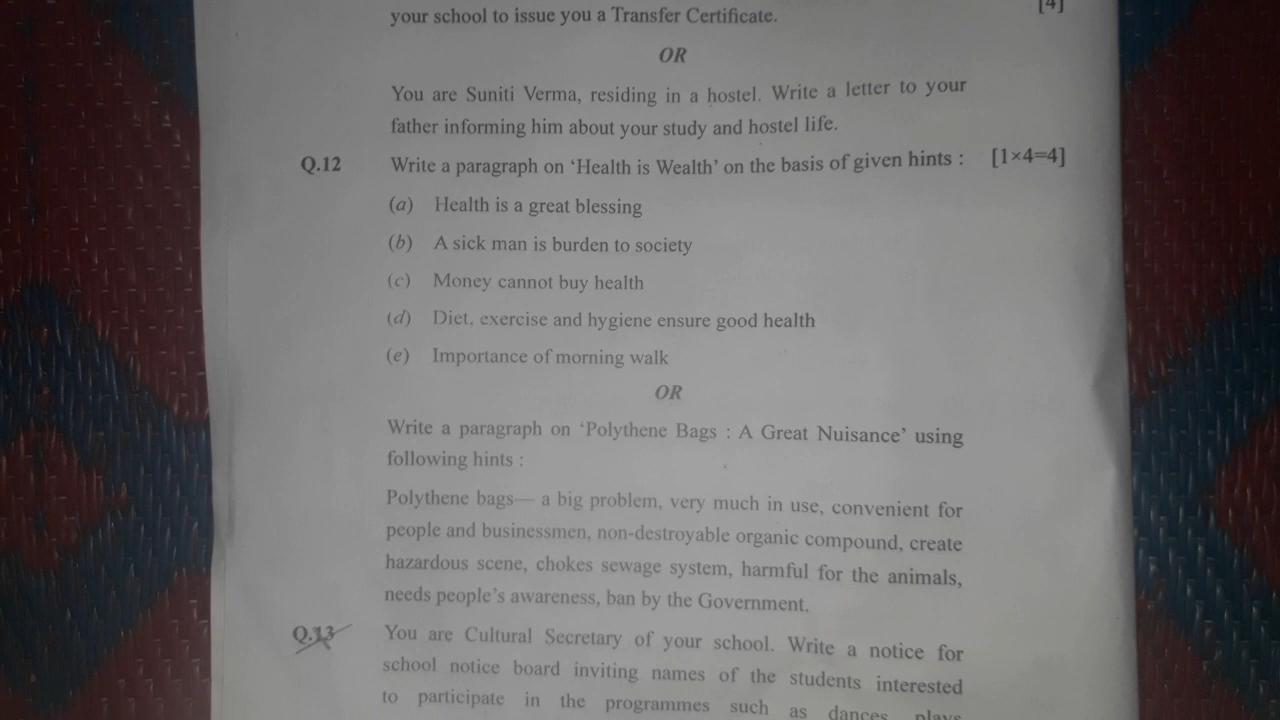 your school to issue you a Transfer Certificate. [4]
OR
You are Suniti Verma, residing in a hostel. Write a letter to your
father informing him about your study and hostel life.
Q.12 Write a paragraph on ‘Health is Wealth’ on the basis of given hints : [1×4=4]
(a) Health is a great blessing
(b) A sick man is burden to society
(c) Money cannot buy health
(d) Diet, exercise and hygiene ensure good health
(e) Importance of morning walk
OR
Write a paragraph on ‘Polythene Bags : A Great Nuisance’ using
following hints :
Polythene bags— a big problem, very much in use, convenient for
people and businessmen, non-destroyable organic compound, create
hazardous scene, chokes sewage system, harmful for the animals,
needs people’s awareness, ban by the Government.
Q.13 You are Cultural Secretary of your school. Write a notice for
school notice board inviting names of the students interested
to participate in the programmes such as dances, plays